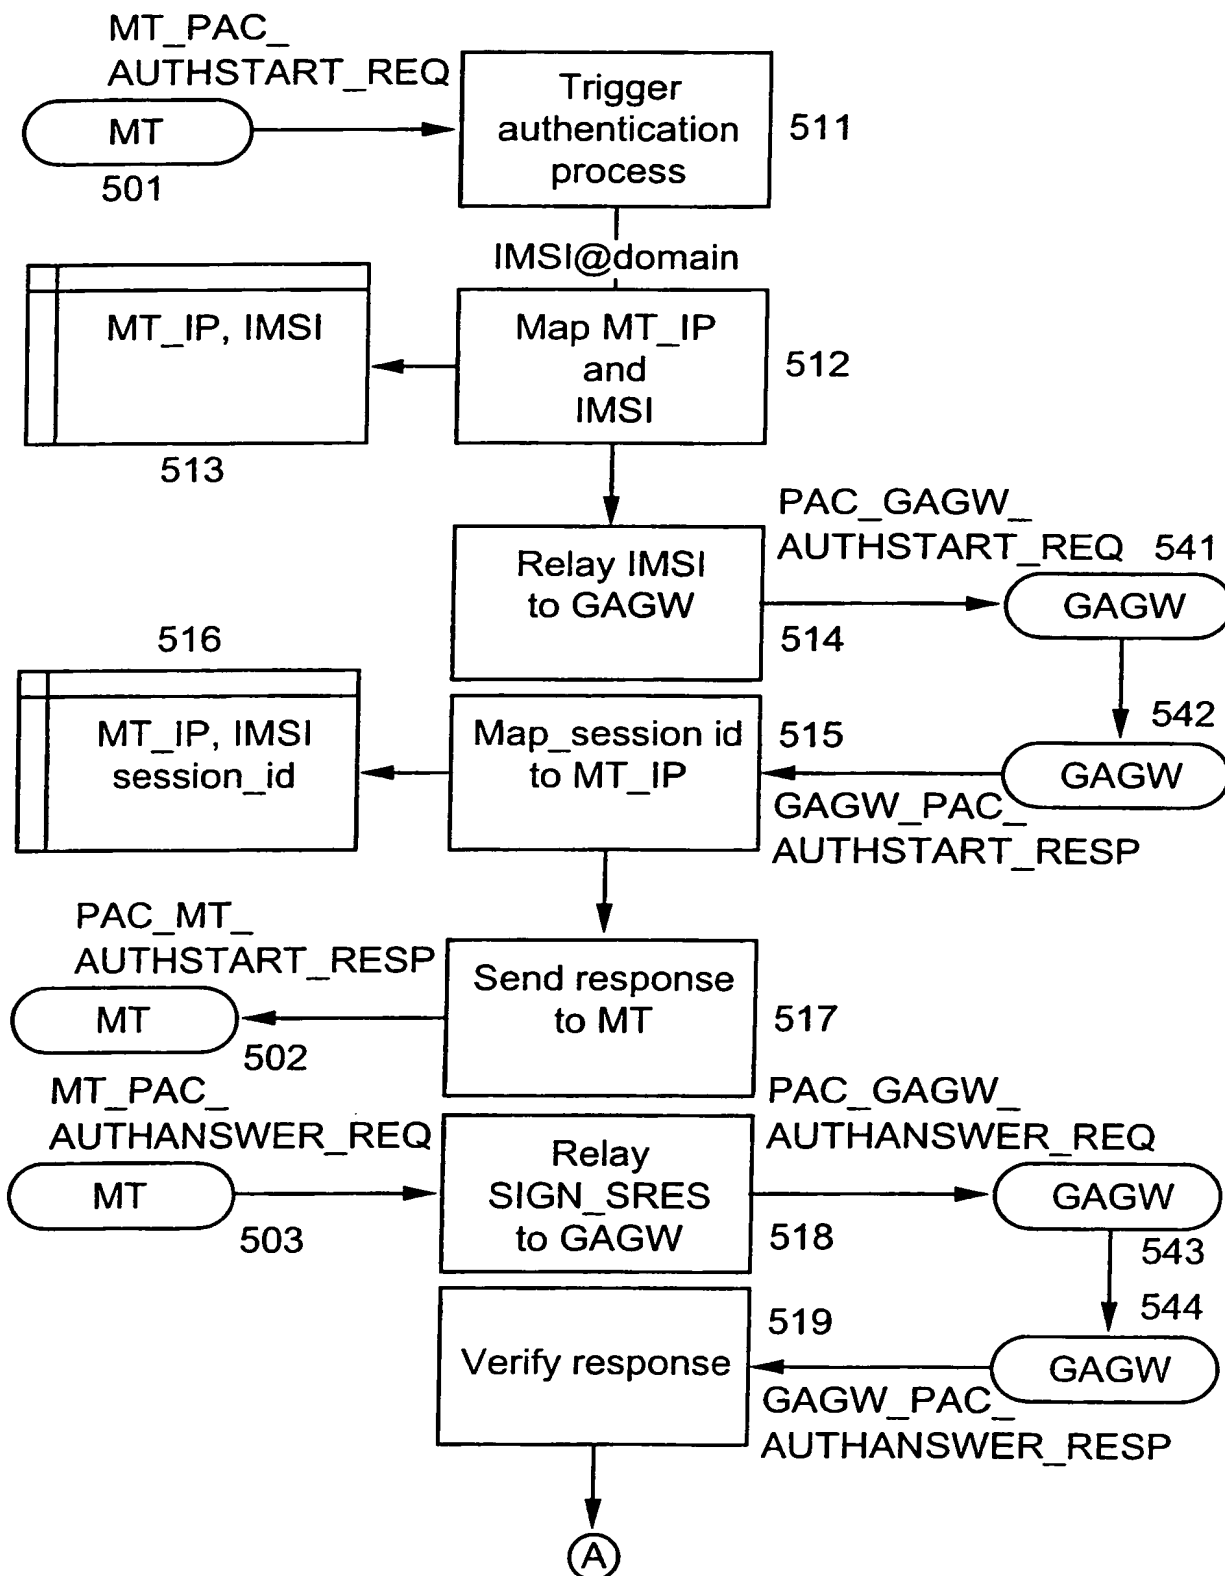 MT_PAC_
AUTHSTART_REQ
MT
501
Trigger
authentication
process
511
IMSI@domain
MT_IP, IMSI
513
Map MT_IP
and
IMSI
512
Relay IMSI
to GAGW
514
PAC_GAGW_
AUTHSTART_REQ 541
GAGW
516
MT_IP, IMSI
session_id
Map_session id
to MT_IP
515
542
GAGW
GAGW_PAC_
AUTHSTART_RESP
PAC_MT_
AUTHSTART_RESP
MT
502
Send response
to MT
517
MT_PAC_
AUTHANSWER_REQ
MT
503
Relay
SIGN_SRES
to GAGW
518
PAC_GAGW_
AUTHANSWER_REQ
GAGW
543
544
Verify response
519
GAGW
GAGW_PAC_
AUTHANSWER_RESP
A